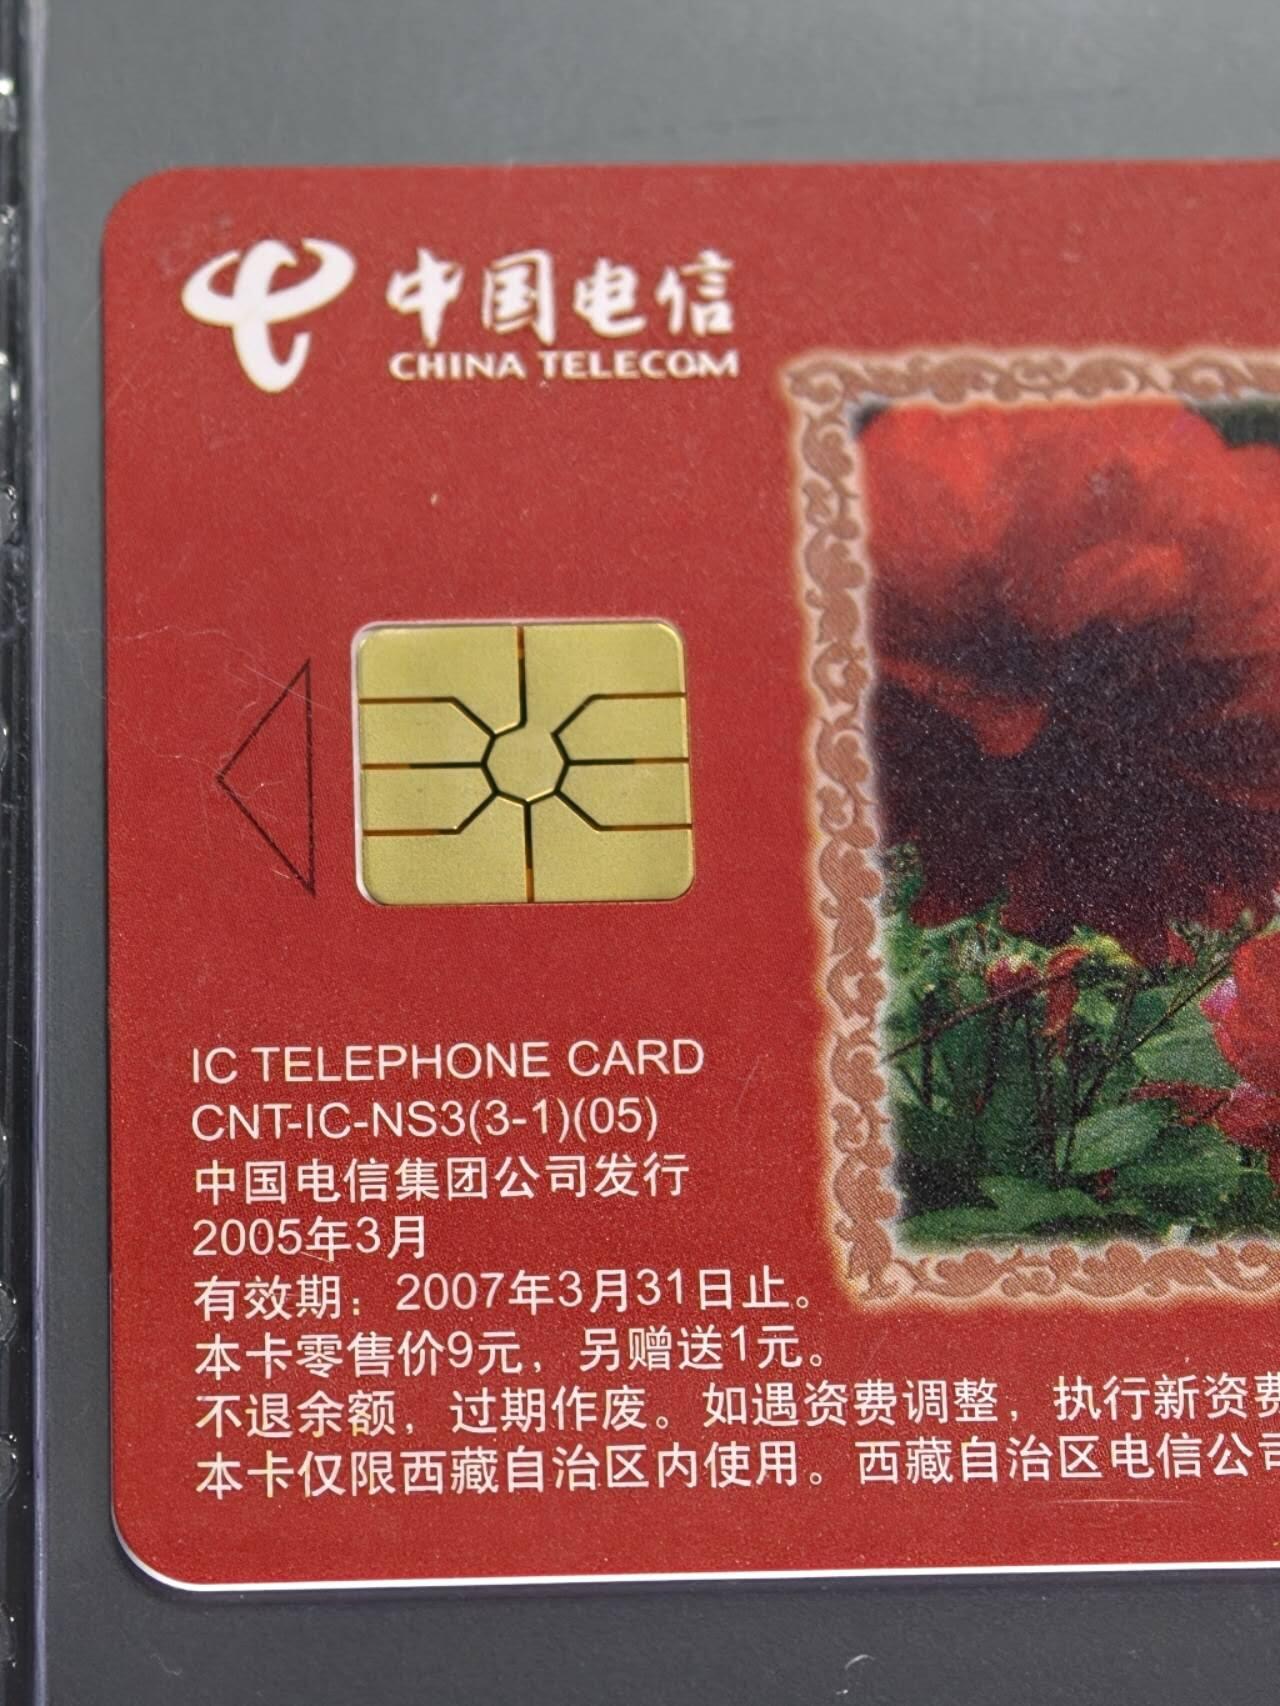 中国电信
CHINA TELECOM
IC TELEPHONE CARD
CNT-IC-NS3(3-1)(05)
中国电信集团公司发行
2005年3月
有效期：2007年3月31日止。
本卡零售价9元，另赠送1元。
不退余额，过期作废。如遇资费调整，执行新资费
本卡仅限西藏自治区内使用。西藏自治区电信公司